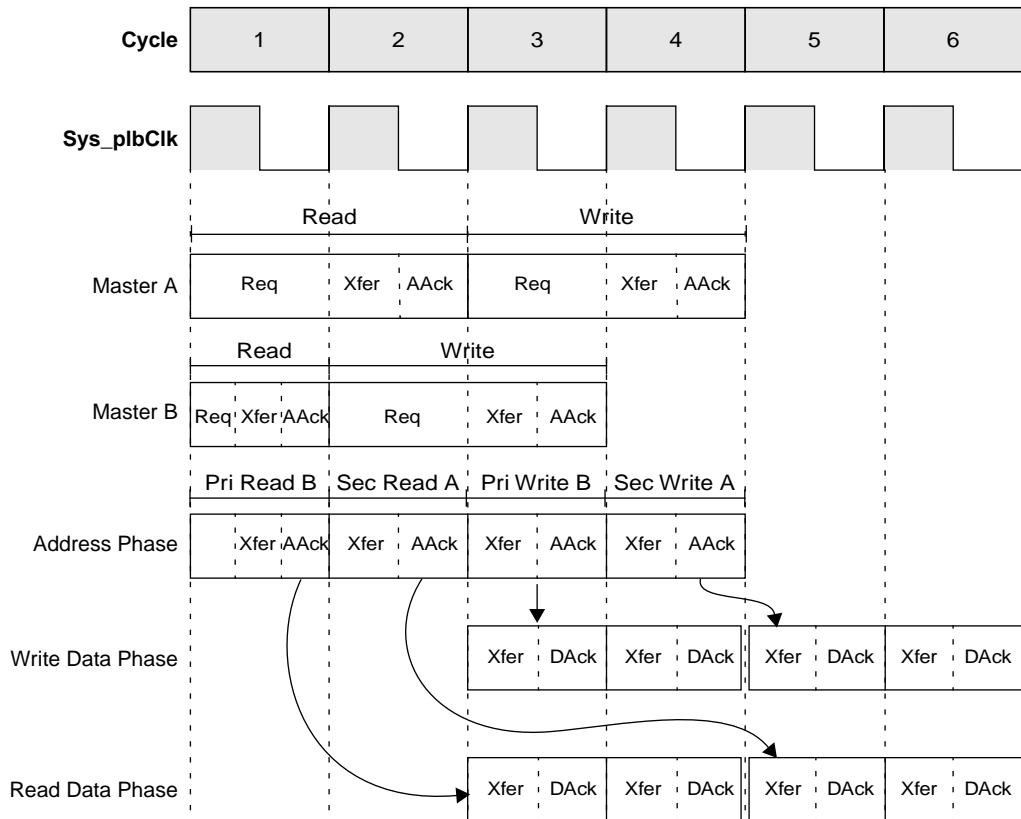 Cycle 1 2 3 4 5 6
Sys_plbClk
Read Write
Master A Req Xfer AAck Req Xfer AAck
Read Write
Master B Req Xfer AAck Req Xfer AAck
Pri Read B Sec Read A Pri Write B Sec Write A
Address Phase Xfer AAck Xfer AAck Xfer AAck Xfer AAck
Write Data Phase Xfer DAck Xfer DAck Xfer DAck Xfer DAck
Read Data Phase Xfer DAck Xfer DAck Xfer DAck Xfer DAck